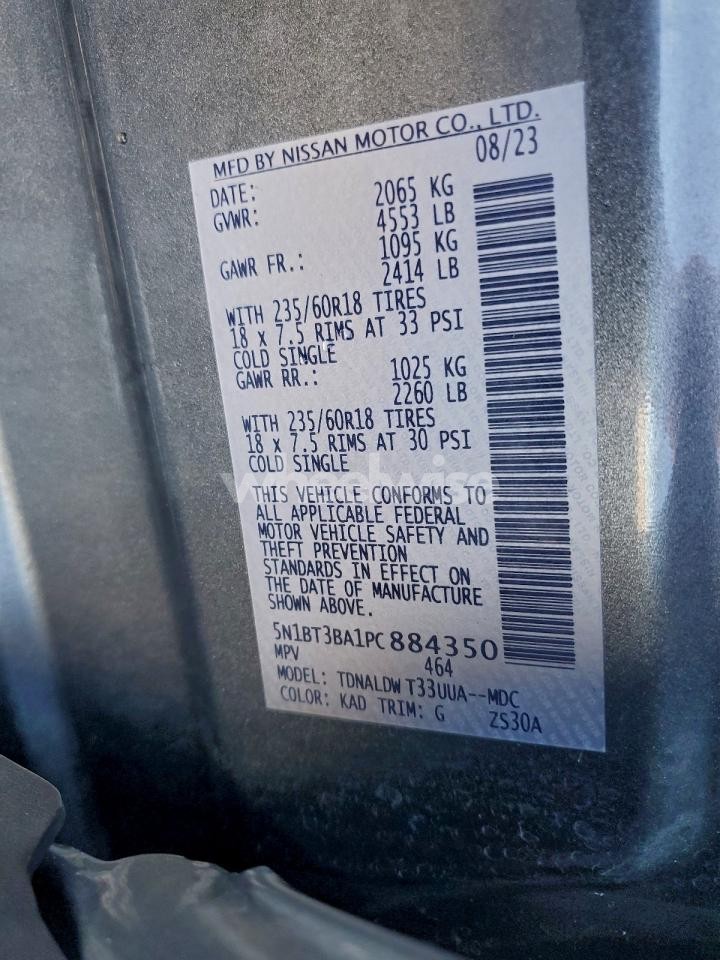 MFD BY NISSAN MOTOR CO., LTD.
DATE: 08/23
GVWR: 2065 KG
4553 LB
GAWR FR.: 1095 KG
2414 LB
WITH 235/60R18 TIRES
18 x 7.5 RIMS AT 33 PSI
COLD SINGLE
GAWR RR.: 1025 KG
2260 LB
WITH 235/60R18 TIRES
18 x 7.5 RIMS AT 30 PSI
COLD SINGLE
THIS VEHICLE CONFORMS TO
ALL APPLICABLE FEDERAL
MOTOR VEHICLE SAFETY AND
THEFT PREVENTION
STANDARDS IN EFFECT ON
THE DATE OF MANUFACTURE
SHOWN ABOVE.
5N1BT3BA1PC884350
MPV 464
MODEL: TDNALDW T33UUA--MDC
COLOR: KAD TRIM: G ZS30A